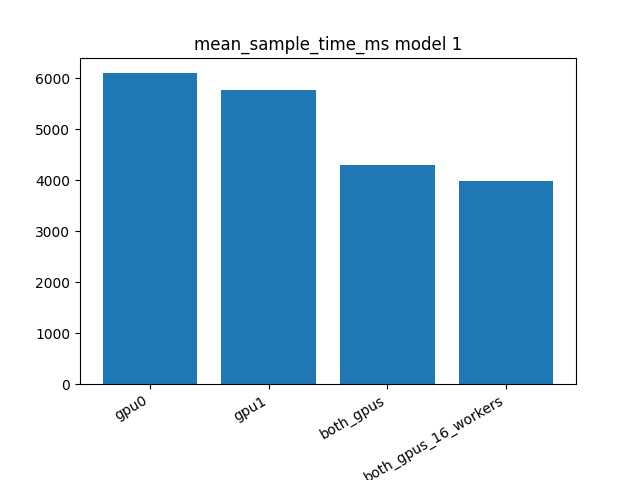 mean_sample_time_ms model 1
6000
5000
4000
3000
2000
1000
0
gpu0
gpu1
both_gpus
both_gpus_16_workers